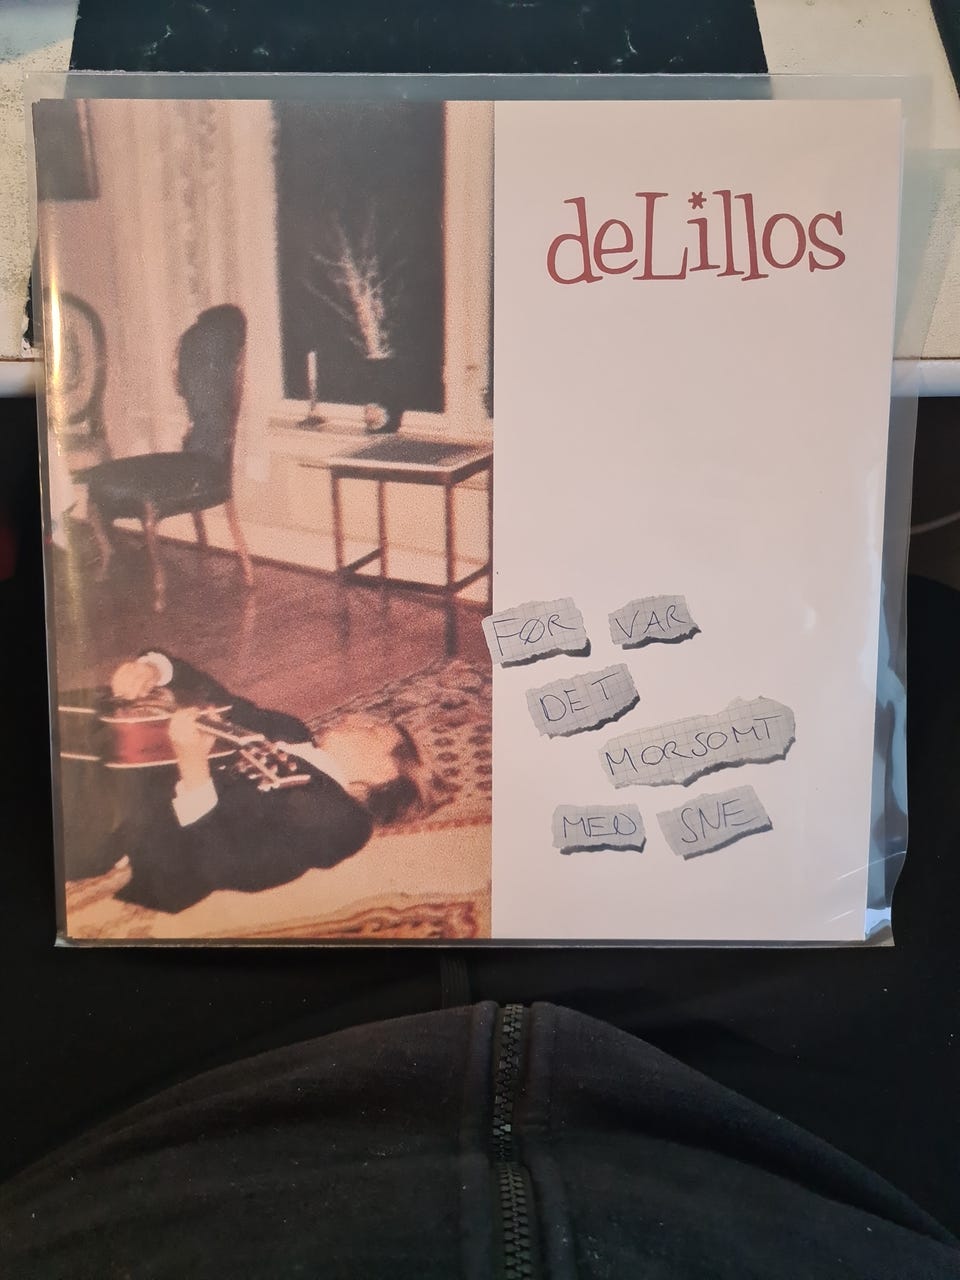 deLillos
FØR VAR
DET
MORSOMT
MED SNE